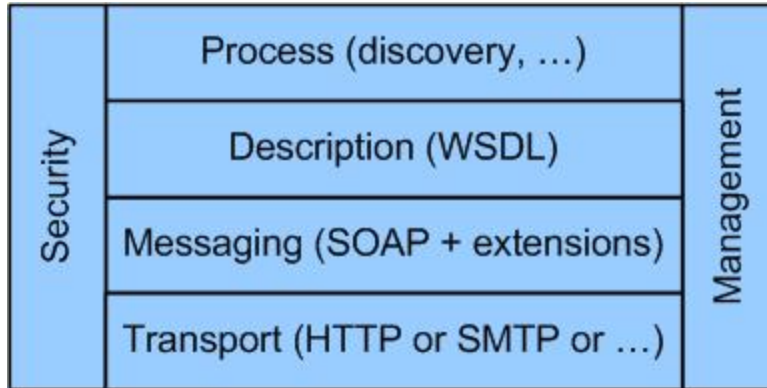 Security
Process (discovery, …)
Description (WSDL)
Messaging (SOAP + extensions)
Transport (HTTP or SMTP or …)
Management